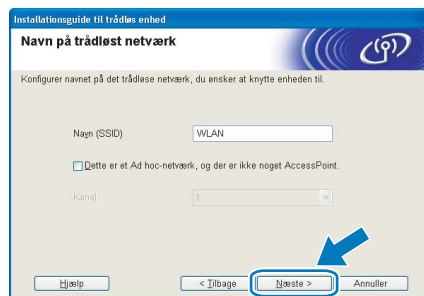 Installationsguide til trådløs enhed
Navn på trådløst netværk
Konfigurer navnet på det trådløse netværk, du ønsker at knytte enheden til.
Navn (SSID)
WLAN
Dette er et Ad hoc-netværk, og der er ikke noget AccessPoint.
Kanal
1
Hjælp
< Tilbage
Næste >
Annuller